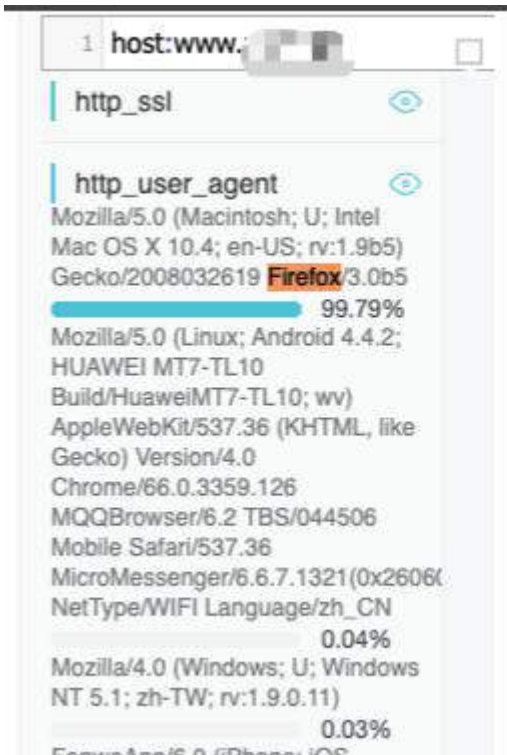 1 host:www.
http_ssl
http_user_agent
Mozilla/5.0 (Macintosh; U; Intel
Mac OS X 10.4; en-US; rv:1.9b5)
Gecko/2008032619 Firefox/3.0b5
99.79%
Mozilla/5.0 (Linux; Android 4.4.2;
HUAWEI MT7-TL10
Build/HuaweiMT7-TL10; wv)
AppleWebKit/537.36 (KHTML, like
Gecko) Version/4.0
Chrome/66.0.3359.126
MQQBrowser/6.2 TBS/044506
Mobile Safari/537.36
MicroMessenger/6.6.7.1321(0x2606
NetType/WIFI Language/zh_CN
0.04%
Mozilla/4.0 (Windows; U; Windows
NT 5.1; zh-TW; rv:1.9.0.11)
0.03%